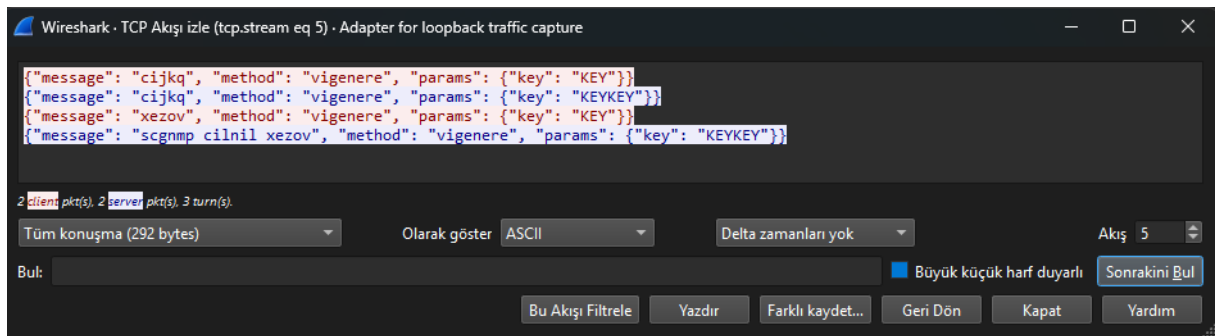 Wireshark · TCP Akışı izle (tcp.stream eq 5) · Adapter for loopback traffic capture
{"message": "cijkq", "method": "vigenere", "params": {"key": "KEY"}}
{"message": "cijkq", "method": "vigenere", "params": {"key": "KEYKEY"}}
{"message": "xezov", "method": "vigenere", "params": {"key": "KEY"}}
{"message": "scgnmp cilnil xezov", "method": "vigenere", "params": {"key": "KEYKEY"}}
2 client pkt(s), 2 server pkt(s), 3 turn(s).
Tüm konuşma (292 bytes) Olarak göster ASCII Delta zamanları yok Akış 5
Bul: Büyük küçük harf duyarlı Sonrakini Bul
Bu Akışı Filtrele Yazdır Farklı kaydet... Geri Dön Kapat Yardım